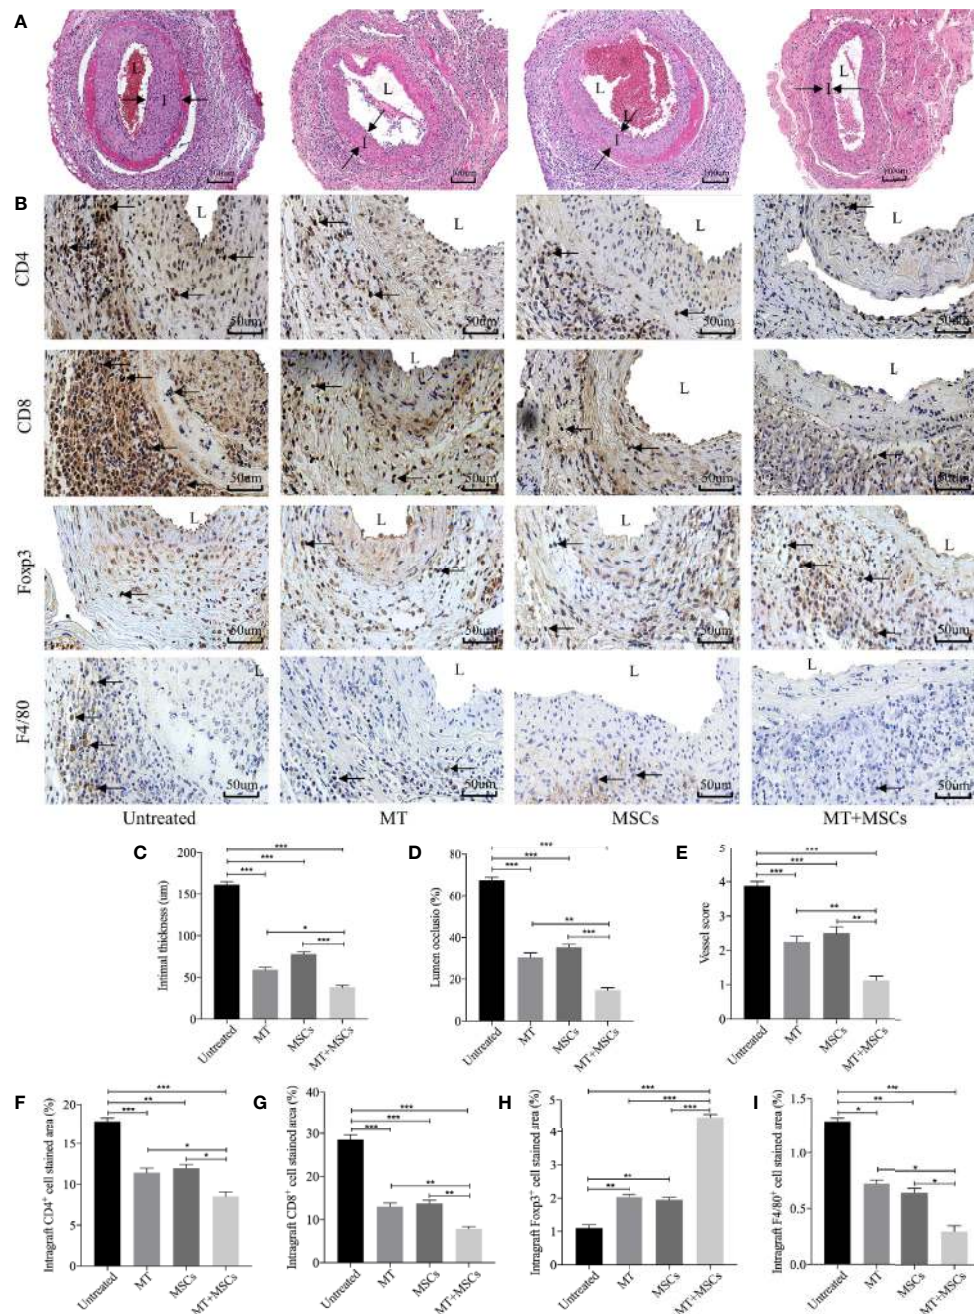 A
L
I
100um
L
I
100um
L
I
100um
L
I
100um
B
CD4
L
50um
L
50um
L
50um
L
50um
CD8
L
50um
L
50um
L
50um
L
50um
Foxp3
L
50um
L
50um
L
50um
L
50um
F4/80
L
50um
L
50um
L
50um
L
50um
Untreated MT MSCs MT+MSCs
C
Intimal thickness (um)
200
150
100
50
0
***
***
***
*
***
Untreated MT MSCs MT+MSCs
D
Lumen occlusio (%)
80
60
40
20
0
***
***
***
**
***
Untreated MT MSCs MT+MSCs
E
Vessel score
5
4
3
2
1
0
***
***
***
**
**
Untreated MT MSCs MT+MSCs
F
Intragraft CD4+ cell stained area (%)
20
15
10
5
0
***
**
***
*
*
Untreated MT MSCs MT+MSCs
G
Intragraft CD8+ cell stained area (%)
40
30
20
10
0
***
***
***
**
**
Untreated MT MSCs MT+MSCs
H
Intragraft Foxp3+ cell stained area (%)
5
4
3
2
1
0
***
***
***
**
**
Untreated MT MSCs MT+MSCs
I
Intragraft F4/80+ cell stained area (%)
1.5
1.0
0.5
0.0
***
**
*
*
*
Untreated MT MSCs MT+MSCs